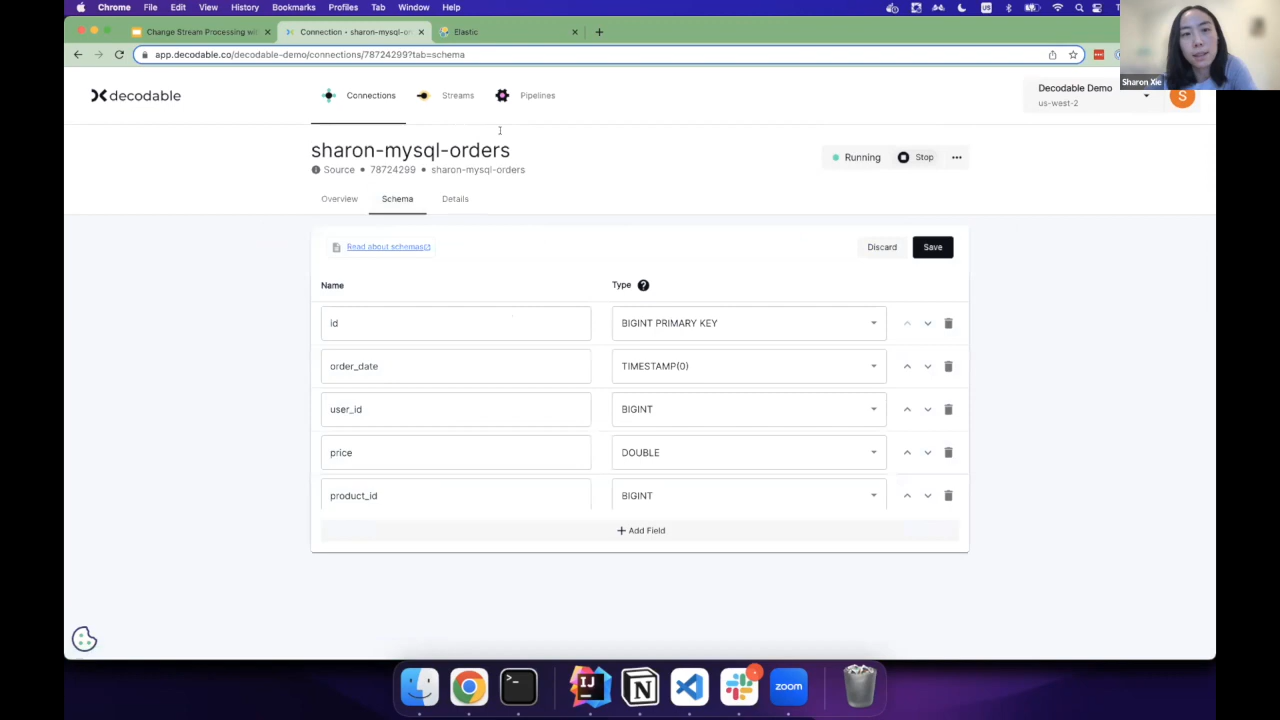 Chrome File Edit View History Bookmarks Profiles Tab Window Help
Change Stream Processing wi
Connection • sharon-mysql-or
Elastic
app.decodable.co/decodable-demo/connections/78724299?tab=schema
Sharon Xie
decodable
Connections
Streams
Pipelines
Decodable Demo
us-west-2
S
sharon-mysql-orders
Running
Stop
Source • 78724299 • sharon-mysql-orders
Overview
Schema
Details
Read about schemas
Discard
Save
Name
Type ?
id
BIGINT PRIMARY KEY
order_date
TIMESTAMP(0)
user_id
BIGINT
price
DOUBLE
product_id
BIGINT
+ Add Field
IJ
N
zoom